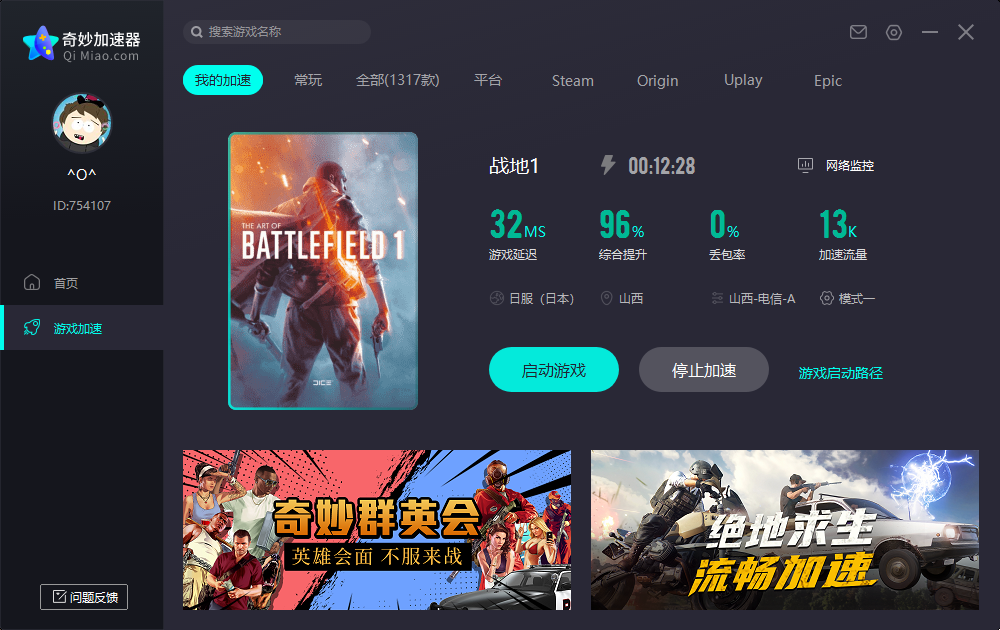 奇妙加速器
Qi Miao.com
^O^
ID:754107
首页
游戏加速
问题反馈
搜索游戏名称
我的加速 常玩 全部(1317款) 平台 Steam Origin Uplay Epic
THE ART OF
BATTLEFIELD 1
DICE
战地1 00:12:28 网络监控
32MS 96% 0% 13K
游戏延迟 综合提升 丢包率 加速流量
日服（日本） 山西 山西-电信-A 模式一
启动游戏 停止加速 游戏启动路径
奇妙群英会
英雄会面 不服来战
绝地求生
流畅加速